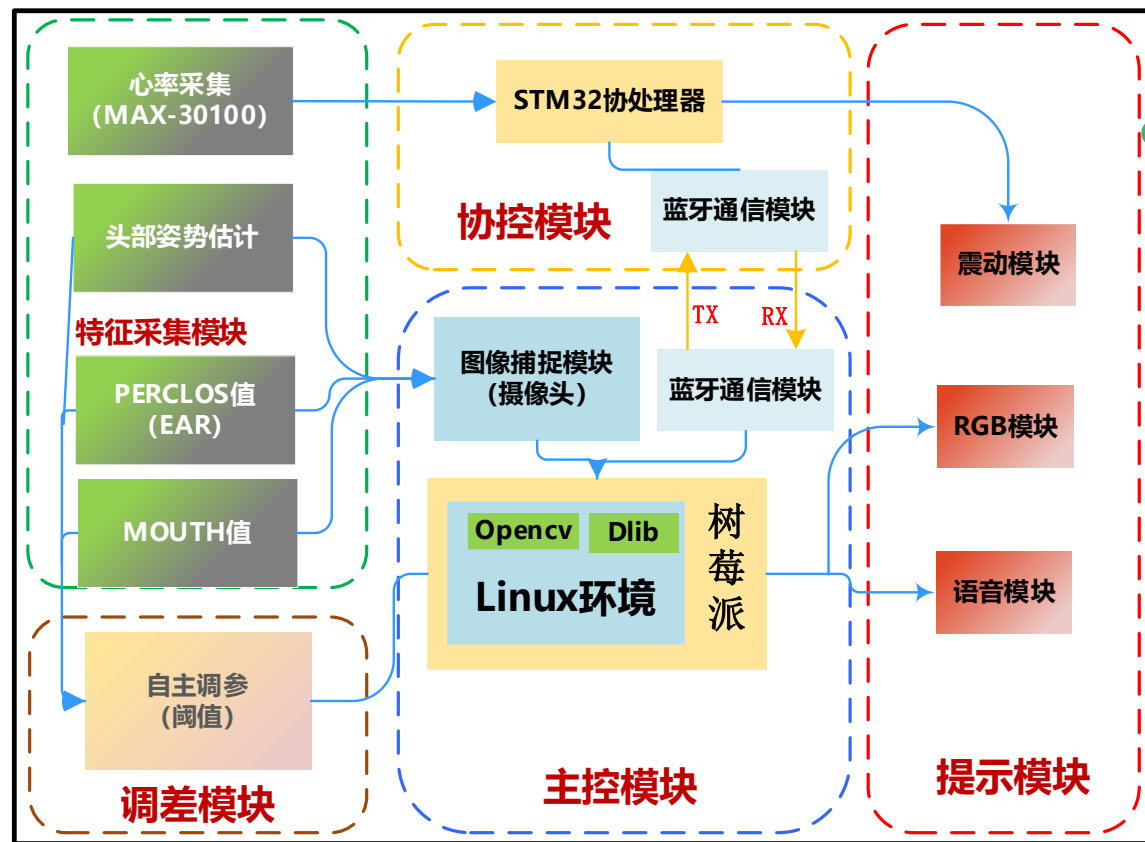 心率采集
(MAX-30100)
头部姿势估计
特征采集模块
PERCLOS值
(EAR)
MOUTH值
自主调参
(阈值)
调差模块
STM32协处理器
协控模块
蓝牙通信模块
TX
RX
图像捕捉模块
(摄像头)
蓝牙通信模块
Opencv
Dlib
Linux环境
树
莓
派
主控模块
震动模块
RGB模块
语音模块
提示模块